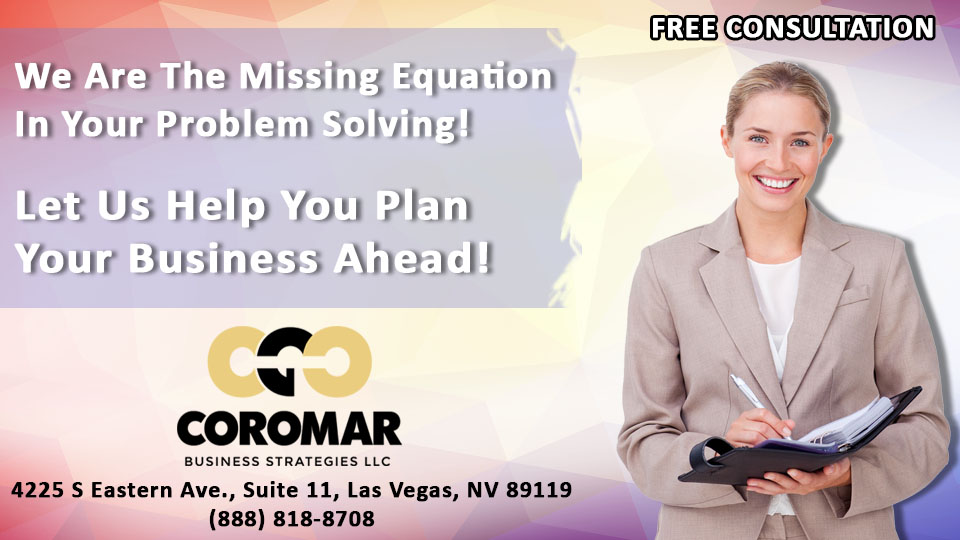 FREE CONSULTATION
We Are The Missing Equation
In Your Problem Solving!
Let Us Help You Plan
Your Business Ahead!
COROMAR
BUSINESS STRATEGIES LLC
4225 S Eastern Ave., Suite 11, Las Vegas, NV 89119
(888) 818-8708